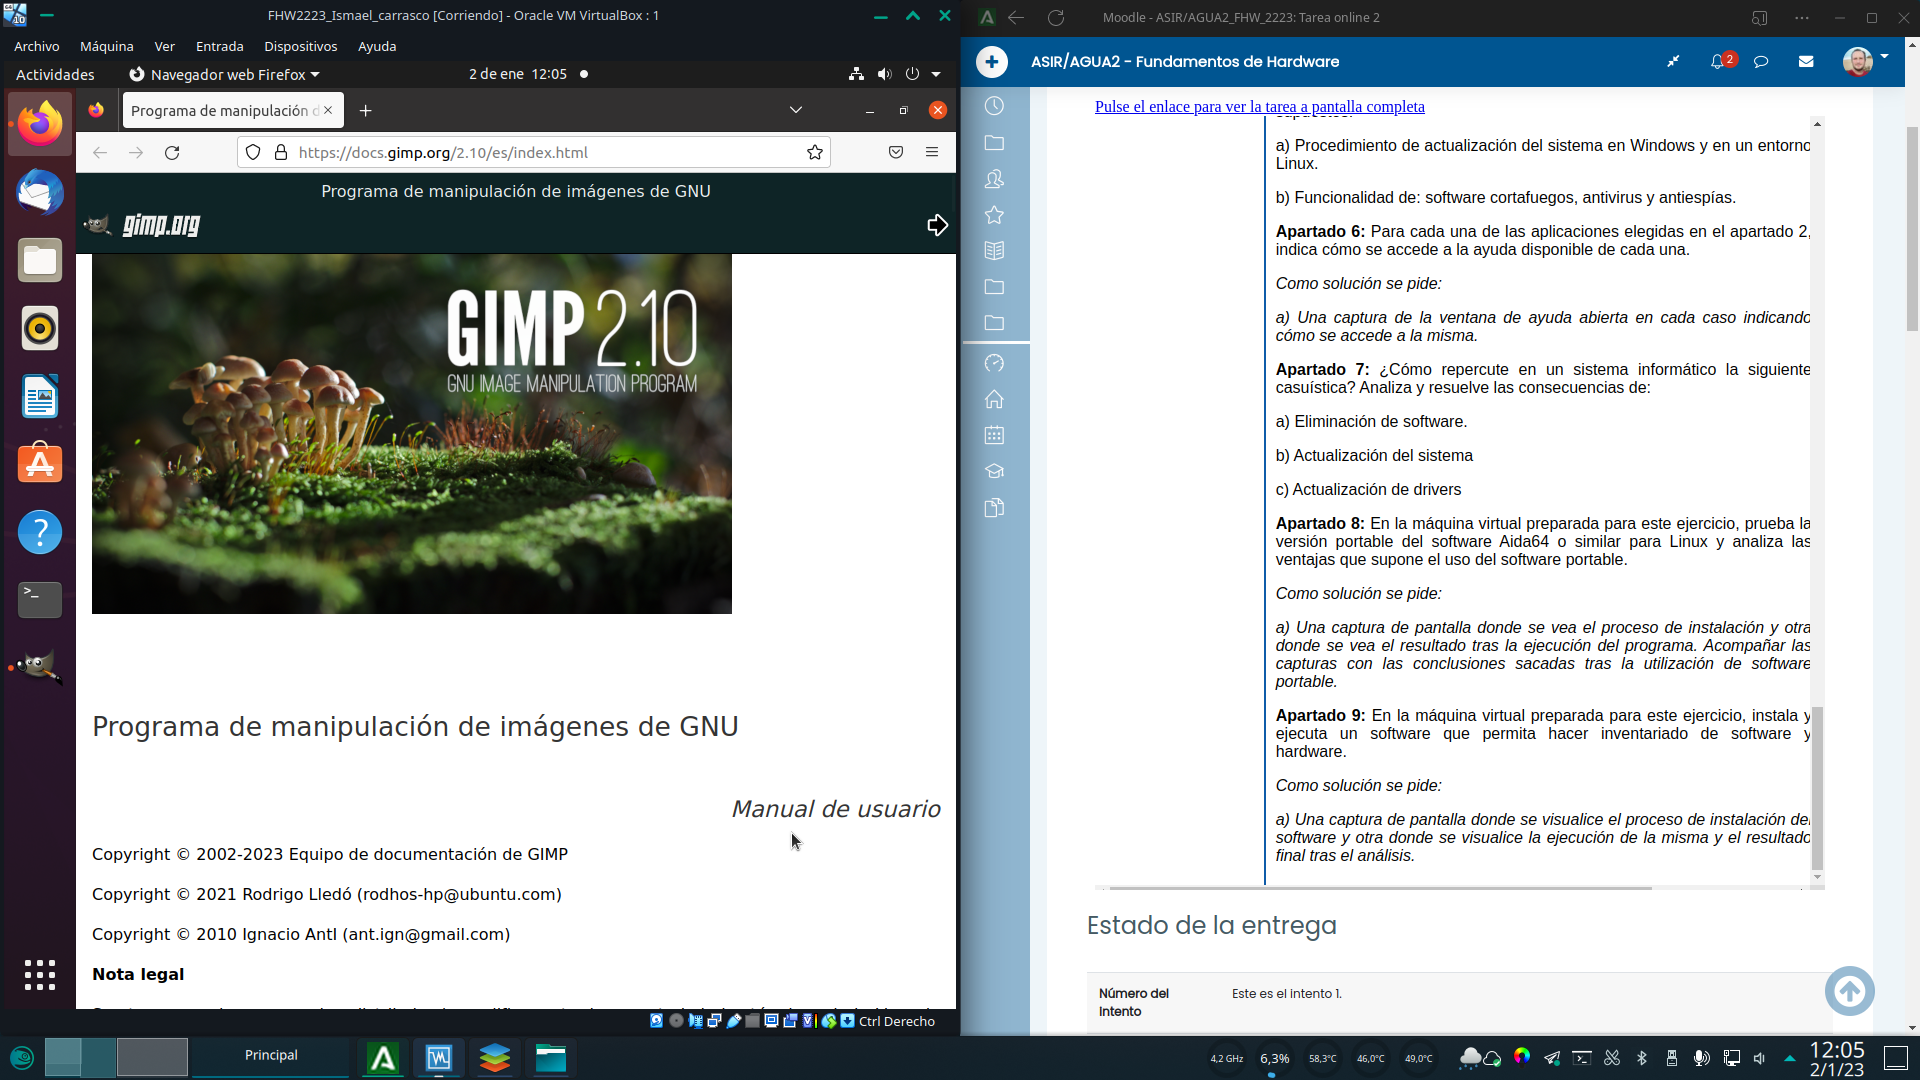 FHW2223_Ismael_carrasco [Corriendo] - Oracle VM VirtualBox : 1
Archivo Máquina Ver Entrada Dispositivos Ayuda
Actividades Navegador web Firefox 2 de ene 12:05
Programa de manipulación d
https://docs.gimp.org/2.10/es/index.html
Programa de manipulación de imágenes de GNU
gimp.org
GIMP 2.10
GNU IMAGE MANIPULATION PROGRAM
Programa de manipulación de imágenes de GNU
Manual de usuario
Copyright © 2002-2023 Equipo de documentación de GIMP
Copyright © 2021 Rodrigo Lledó (rodhos-hp@ubuntu.com)
Copyright © 2010 Ignacio AntI (ant.ign@gmail.com)
Nota legal
Ctrl Derecho
Moodle - ASIR/AGUA2_FHW_2223: Tarea online 2
ASIR/AGUA2 - Fundamentos de Hardware
2
Pulse el enlace para ver la tarea a pantalla completa
supuestos:
a) Procedimiento de actualización del sistema en Windows y en un entorno
Linux.
b) Funcionalidad de: software cortafuegos, antivirus y antiespías.
Apartado 6: Para cada una de las aplicaciones elegidas en el apartado 2,
indica cómo se accede a la ayuda disponible de cada una.
Como solución se pide:
a) Una captura de la ventana de ayuda abierta en cada caso indicando
cómo se accede a la misma.
Apartado 7: ¿Cómo repercute en un sistema informático la siguiente
casuística? Analiza y resuelve las consecuencias de:
a) Eliminación de software.
b) Actualización del sistema
c) Actualización de drivers
Apartado 8: En la máquina virtual preparada para este ejercicio, prueba la
versión portable del software Aida64 o similar para Linux y analiza las
ventajas que supone el uso del software portable.
Como solución se pide:
a) Una captura de pantalla donde se vea el proceso de instalación y otra
donde se vea el resultado tras la ejecución del programa. Acompañar las
capturas con las conclusiones sacadas tras la utilización de software
portable.
Apartado 9: En la máquina virtual preparada para este ejercicio, instala y
ejecuta un software que permita hacer inventariado de software y
hardware.
Como solución se pide:
a) Una captura de pantalla donde se visualice el proceso de instalación del
software y otra donde se visualice la ejecución de la misma y el resultado
final tras el análisis.
Estado de la entrega
Número del
Intento
Este es el intento 1.
Principal
4,2 GHz 6,3% 58,3°C 46,0°C 49,0°C
12:05
2/1/23